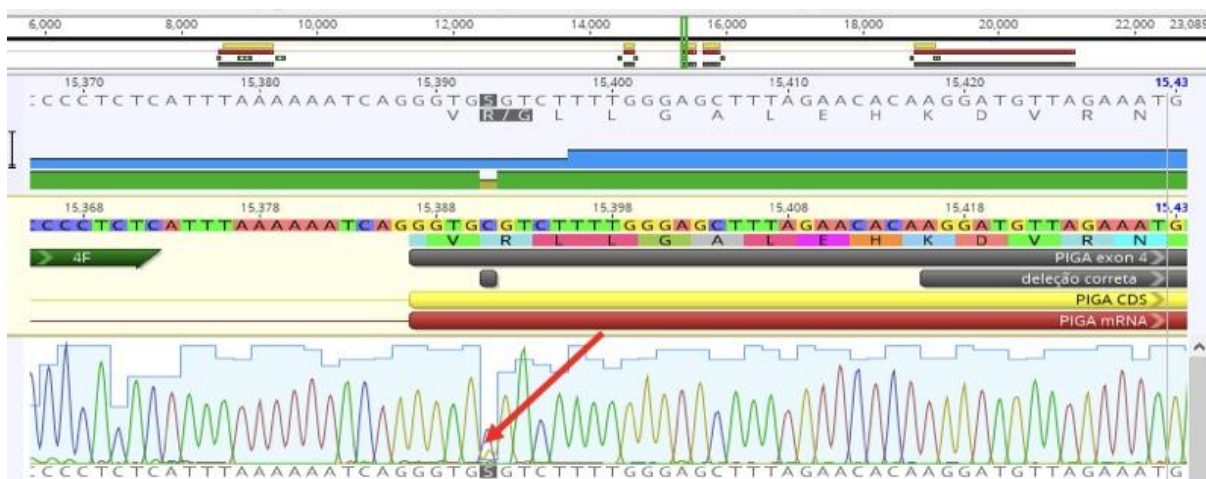 6,000 8,000 10,000 12,000 14,000 16,000 18,000 20,000 22,000 23,089
15,370 15,380 15,390 15,400 15,410 15,420 15,43
CCCTCTCATTTAAAAAATCAGGGTGSGTCTTTTGGGAGCTTTAGAACACAAGGATGTTAGAAATG
V R / G L L G A L E H K D V R N
15,368 15,378 15,388 15,398 15,408 15,418 15,43
CCCTCTCATTTAAAAAATCAGGGTGCGTCTTTTGGGAGCTTTAGAACACAAGGATGTTAGAAATG
V R L L G A L E H K D V R N
4F PIGA exon 4
deleção correta
PIGA CDS
PIGA mRNA
CCCTCTCATTTAAAAAATCAGGGTGSGTCTTTTGGGAGCTTTAGAACACAAGGATGTTAGAAATG